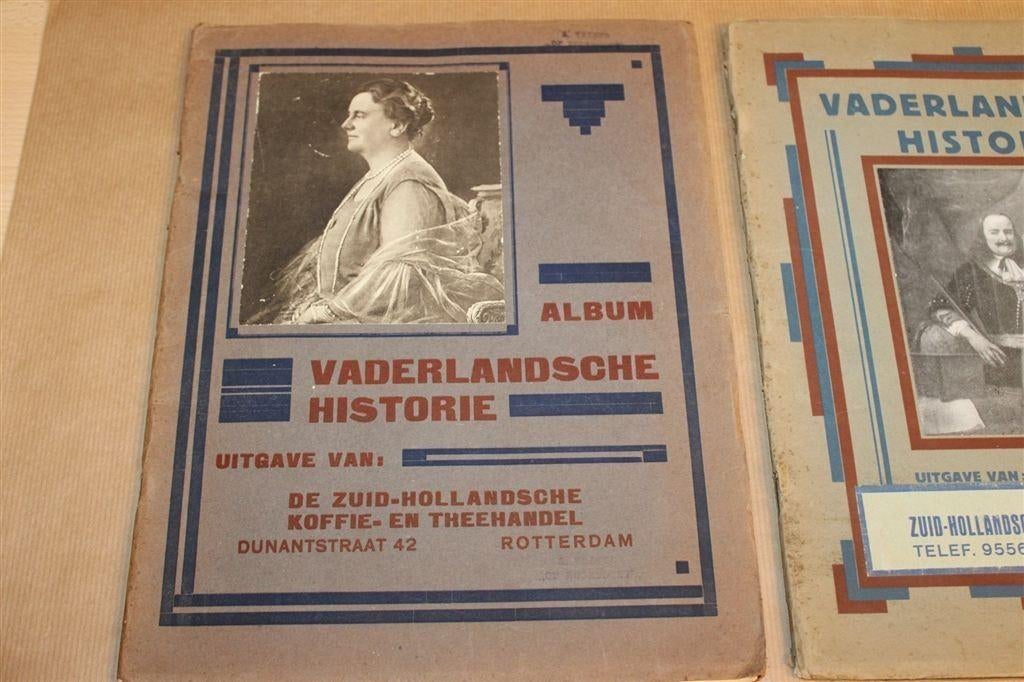 ALBUM
VADERLANDSCHE
HISTORIE
UITGAVE VAN:
DE ZUID-HOLLANDSCHE
KOFFIE- EN THEEHANDEL
DUNANTSTRAAT 42 ROTTERDAM
VADERLAN
HISTO
UITGAVE VAN
ZUID-HOLLANDS
TELEF. 9556